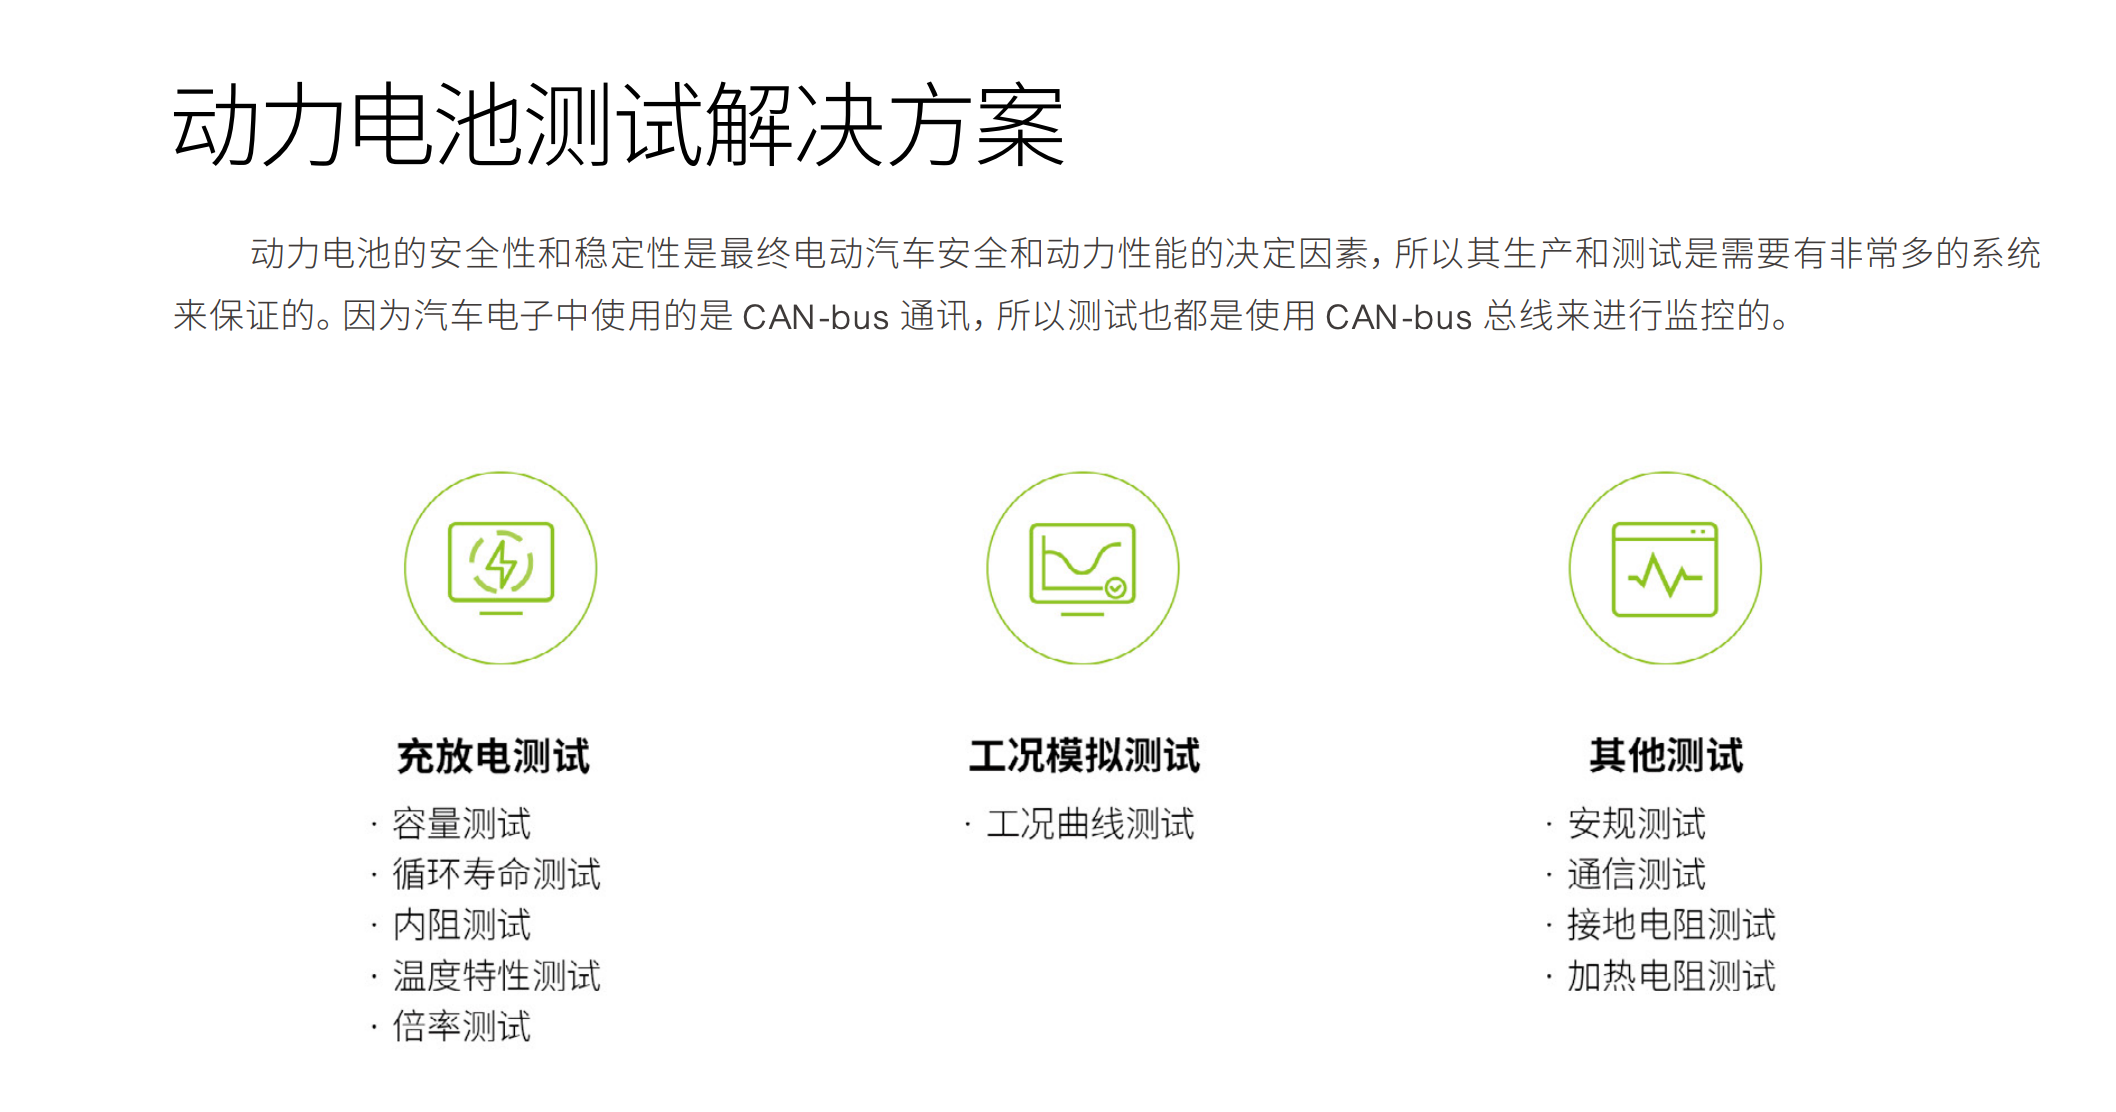 动力电池测试解决方案
动力电池的安全性和稳定性是最终电动汽车安全和动力性能的决定因素，所以其生产和测试是需要有非常多的系统
来保证的。因为汽车电子中使用的是 CAN-bus 通讯，所以测试也都是使用 CAN-bus 总线来进行监控的。
充放电测试
· 容量测试
· 循环寿命测试
· 内阻测试
· 温度特性测试
· 倍率测试
工况模拟测试
· 工况曲线测试
其他测试
· 安规测试
· 通信测试
· 接地电阻测试
· 加热电阻测试